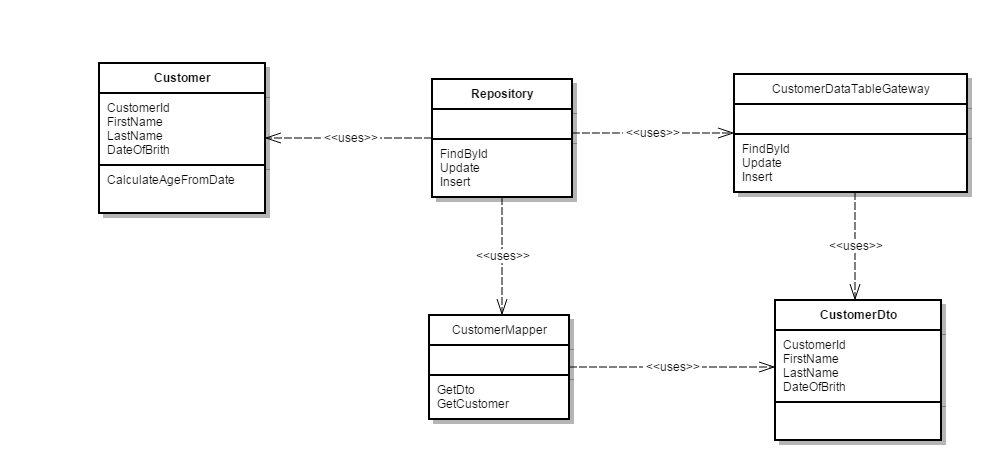 Customer
CustomerId
FirstName
LastName
DateOfBrith
CalculateAgeFromDate
<<uses>>
Repository
FindById
Update
Insert
<<uses>>
CustomerDataTableGateway
FindById
Update
Insert
<<uses>>
<<uses>>
CustomerMapper
GetDto
GetCustomer
<<uses>>
CustomerDto
CustomerId
FirstName
LastName
DateOfBrith